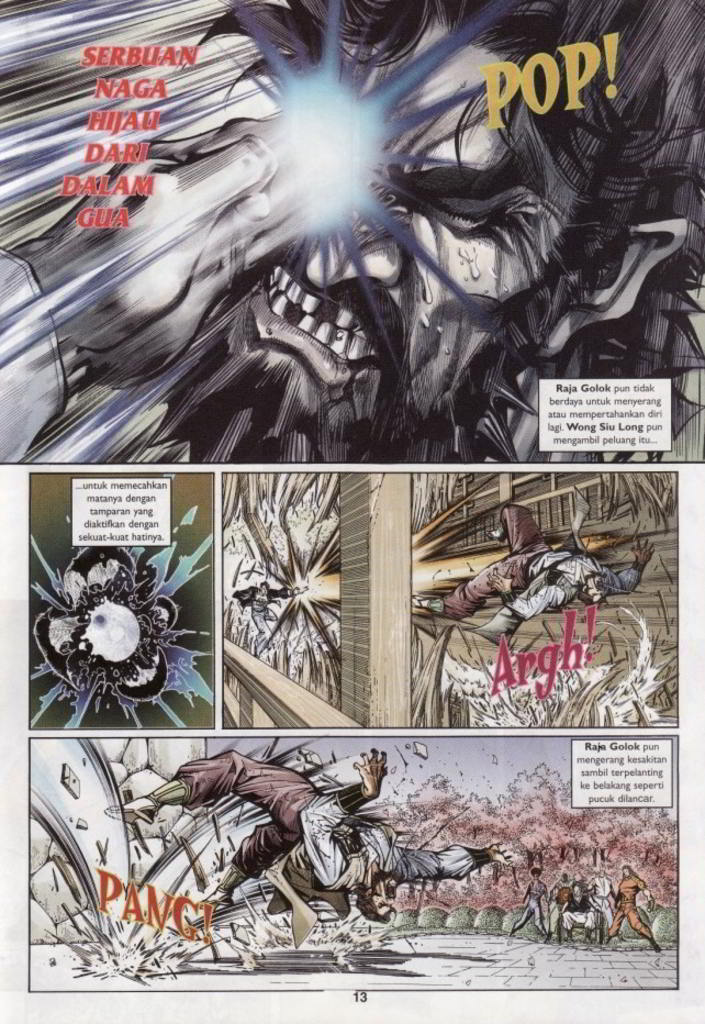 SERBUAN
NAGA
HIJAU
DARI
DALAM
GUA
POP!
Raja Golok pun tidak
berdaya untuk menyerang
atau mempertahankan diri
lagi. Wong Siu Long pun
mengambil peluang itu...
...untuk memecahkan
matanya dengan
tamparan yang
diaktifkan dengan
sekuat-kuat hatinya.
Argh!
Raja Golok pun
mengerang kesakitan
sambil terpelanting
ke belakang seperti
pucuk dilancar.
PANG!
13